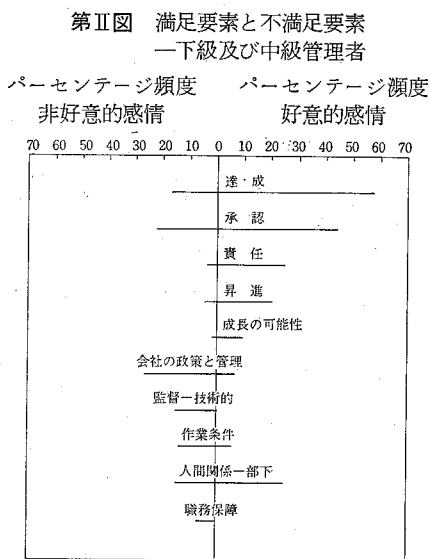 第Ⅱ図 満足要素と不満足要素
―下級及び中級管理者
パーセンテージ頻度 パーセンテージ頻度
非好意的感情 好意的感情
70 60 50 40 30 20 10 0 10 20 30 40 50 60 70
達・成
承 認
責 任
昇 進
成長の可能性
会社の政策と管理
監督―技術的
作業条件
人間関係―部下
職務保障